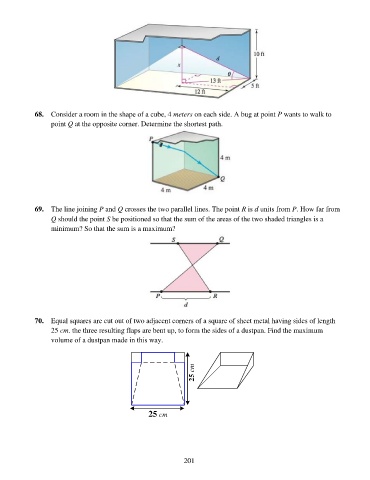 10 ft
d
x
θ
13 ft
5 ft
12 ft
68. Consider a room in the shape of a cube, 4 meters on each side. A bug at point P wants to walk to
point Q at the opposite corner. Determine the shortest path.
P
4 m
Q
4 m
4 m
69. The line joining P and Q crosses the two parallel lines. The point R is d units from P. How far from
Q should the point S be positioned so that the sum of the areas of the two shaded triangles is a
minimum? So that the sum is a maximum?
S Q
P R
d
70. Equal squares are cut out of two adjacent corners of a square of sheet metal having sides of length
25 cm. the three resulting flaps are bent up, to form the sides of a dustpan. Find the maximum
volume of a dustpan made in this way.
25 cm
25 cm
201